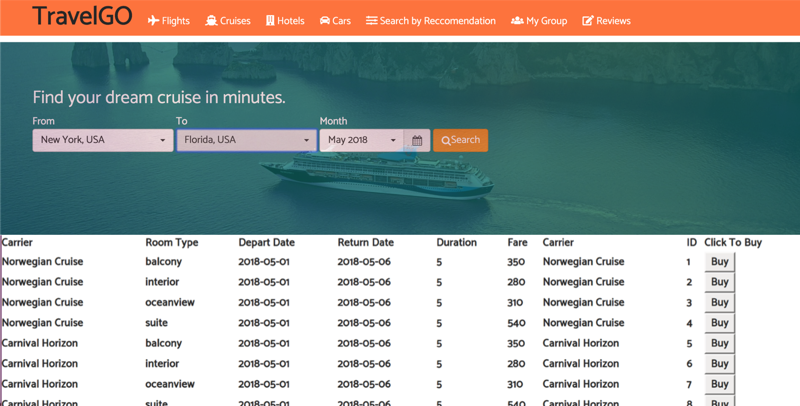 TravelGO Flights Cruises Hotels Cars Search by Reccomendation My Group Reviews
Find your dream cruise in minutes.
From To Month
New York, USA Florida, USA May 2018 Search
Carrier Room Type Depart Date Return Date Duration Fare Carrier ID Click To Buy
Norwegian Cruise balcony 2018-05-01 2018-05-06 5 350 Norwegian Cruise 1 Buy
Norwegian Cruise interior 2018-05-01 2018-05-06 5 280 Norwegian Cruise 2 Buy
Norwegian Cruise oceanview 2018-05-01 2018-05-06 5 310 Norwegian Cruise 3 Buy
Norwegian Cruise suite 2018-05-01 2018-05-06 5 540 Norwegian Cruise 4 Buy
Carnival Horizon balcony 2018-05-01 2018-05-06 5 350 Carnival Horizon 5 Buy
Carnival Horizon interior 2018-05-01 2018-05-06 5 280 Carnival Horizon 6 Buy
Carnival Horizon oceanview 2018-05-01 2018-05-06 5 310 Carnival Horizon 7 Buy
Carnival Horizon suite 2018-05-01 2018-05-06 5 540 Carnival Horizon 8 Buy